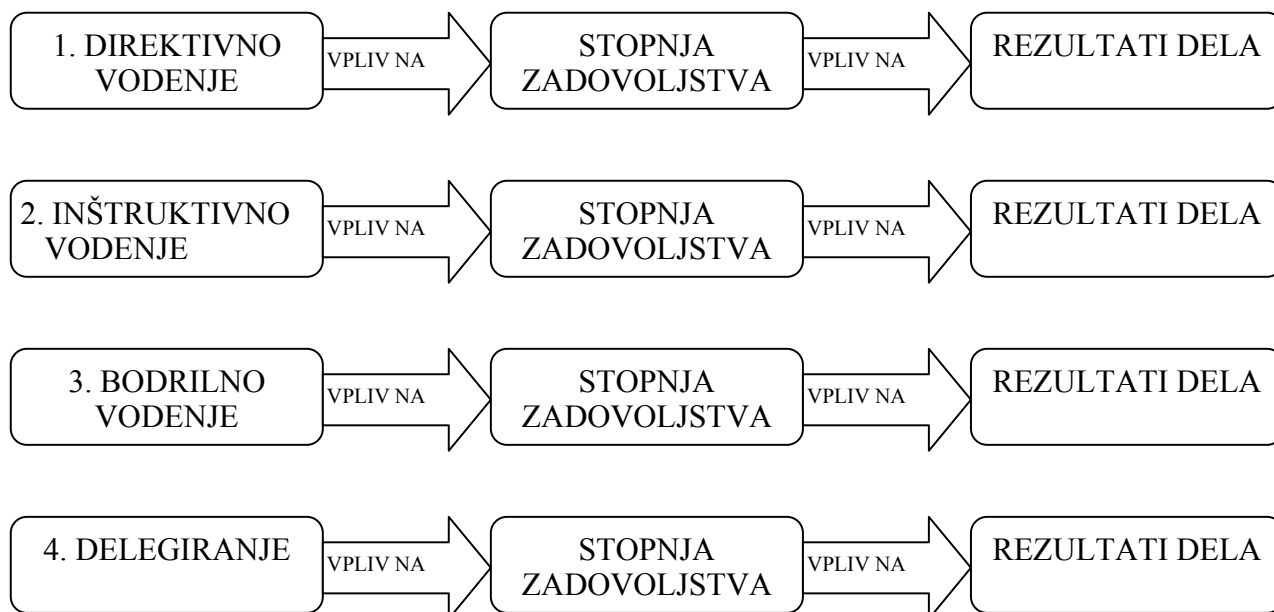 1. DIREKTIVNO
VODENJE
VPLIV NA
STOPNJA
ZADOVOLJSTVA
VPLIV NA
REZULTATI DELA
2. INŠTRUKTIVNO
VODENJE
VPLIV NA
STOPNJA
ZADOVOLJSTVA
VPLIV NA
REZULTATI DELA
3. BODRILNO
VODENJE
VPLIV NA
STOPNJA
ZADOVOLJSTVA
VPLIV NA
REZULTATI DELA
4. DELEGIRANJE
VPLIV NA
STOPNJA
ZADOVOLJSTVA
VPLIV NA
REZULTATI DELA